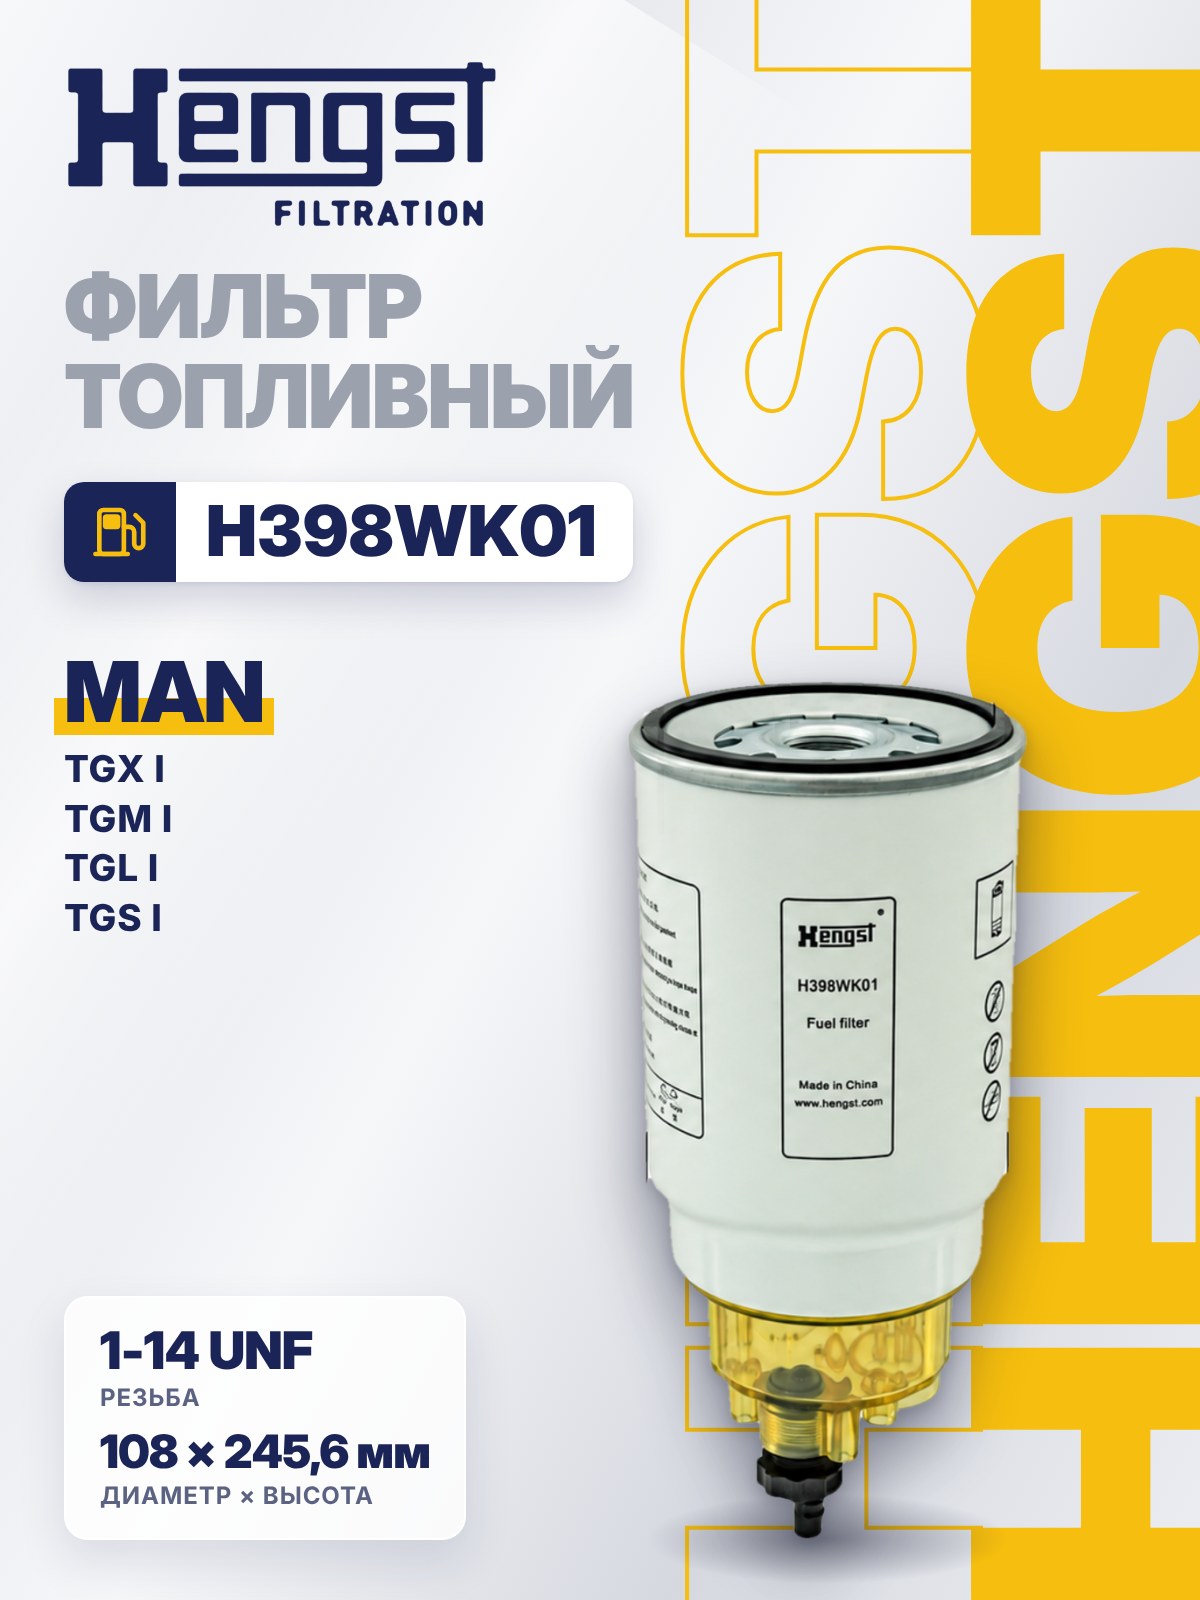 Hengst
FILTRATION
ФИЛЬТР
ТОПЛИВНЫЙ
H398WK01
MAN
TGX I
TGM I
TGL I
TGS I
1-14 UNF
РЕЗЬБА
108 × 245,6 мм
ДИАМЕТР × ВЫСОТА
Hengst
H398WK01
Fuel filter
Made in China
www.hengst.com
HENGST